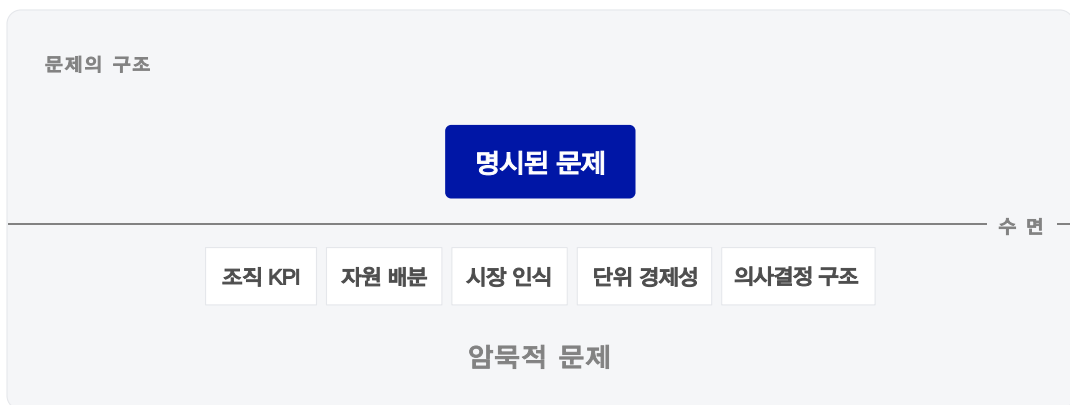 문제의 구조
명시된 문제
수 면
조직 KPI
자원 배분
시장 인식
단위 경제성
의사결정 구조
암묵적 문제